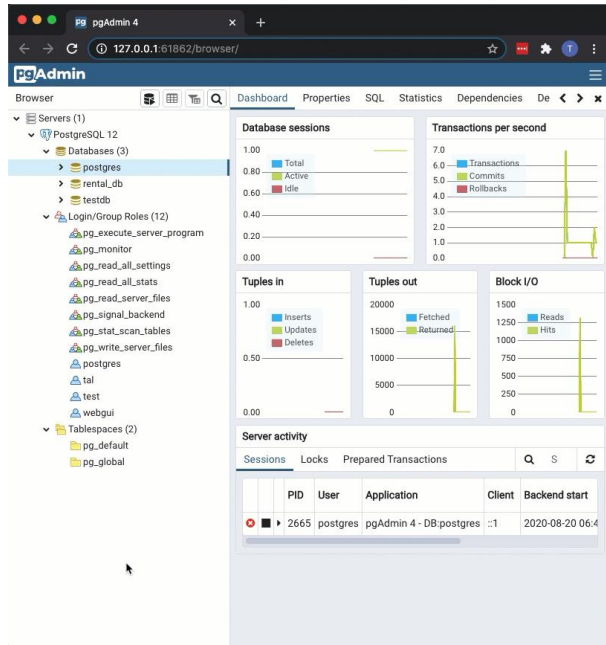 pgAdmin 4
127.0.0.1:61862/browser/
T
PgAdmin
Browser
Servers (1)
PostgreSQL 12
Databases (3)
postgres
rental_db
testdb
Login/Group Roles (12)
pg_execute_server_program
pg_monitor
pg_read_all_settings
pg_read_all_stats
pg_read_server_files
pg_signal_backend
pg_stat_scan_tables
pg_write_server_files
postgres
tal
test
webgui
Tablespaces (2)
pg_default
pg_global
Dashboard Properties SQL Statistics Dependencies De
Database sessions
1.00
0.80
0.60
0.40
0.20
0.00
Total
Active
Idle
Transactions per second
7.0
6.0
5.0
4.0
3.0
2.0
1.0
0.0
Transactions
Commits
Rollbacks
Tuples in
1.00
0.50
0.00
Inserts
Updates
Deletes
Tuples out
20000
15000
10000
5000
0
Fetched
Returned
Block I/O
1500
1250
1000
750
500
250
0
Reads
Hits
Server activity
Sessions Locks Prepared Transactions S
PID User Application Client Backend start
2665 postgres pgAdmin 4 - DB:postgres ::1 2020-08-20 06:4